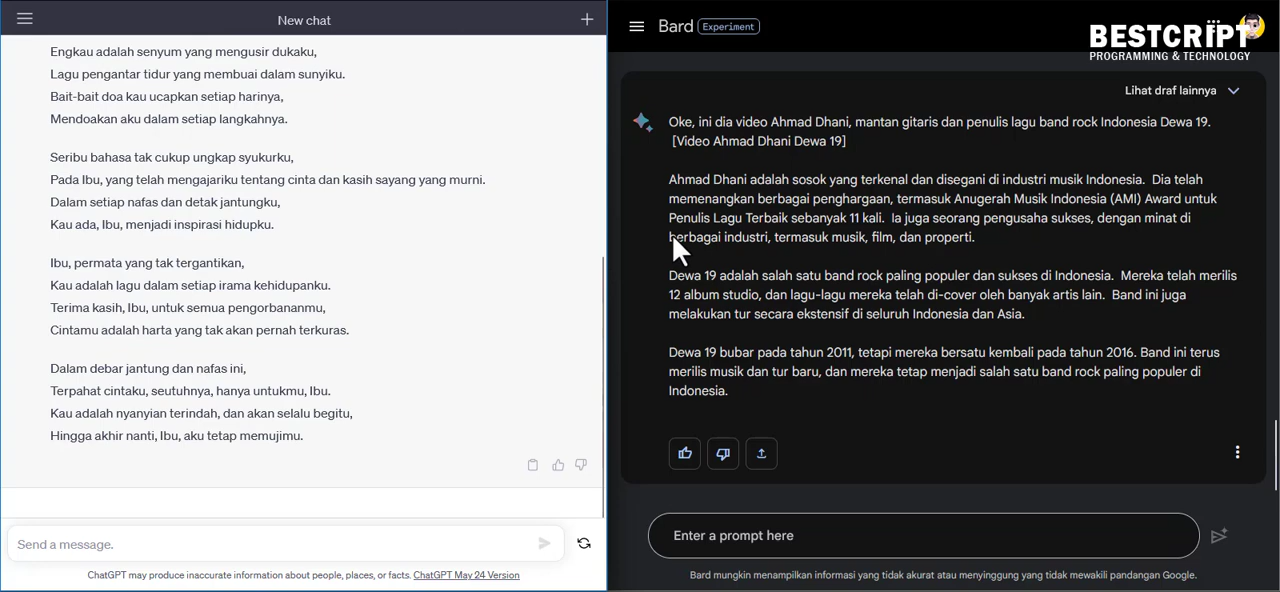 New chat
Engkau adalah senyum yang mengusir dukaku,
Lagu pengantar tidur yang membuai dalam sunyiku.
Bait-bait doa kau ucapkan setiap harinya,
Mendoakan aku dalam setiap langkahnya.
Seribu bahasa tak cukup ungkap syukurku,
Pada Ibu, yang telah mengajariku tentang cinta dan kasih sayang yang murni.
Dalam setiap nafas dan detak jantungku,
Kau ada, Ibu, menjadi inspirasi hidupku.
Ibu, permata yang tak tergantikan,
Kau adalah lagu dalam setiap irama kehidupanku.
Terima kasih, Ibu, untuk semua pengorbananmu,
Cintamu adalah harta yang tak akan pernah terkuras.
Dalam debar jantung dan nafas ini,
Terpahat cintaku, seutuhnya, hanya untukmu, Ibu.
Kau adalah nyanyian terindah, dan akan selalu begitu,
Hingga akhir nanti, Ibu, aku tetap memujimu.
Send a message.
ChatGPT may produce inaccurate information about people, places, or facts. ChatGPT May 24 Version
Bard Experiment
BESTCRIPT
PROGRAMMING & TECHNOLOGY
Lihat draf lainnya
Oke, ini dia video Ahmad Dhani, mantan gitaris dan penulis lagu band rock Indonesia Dewa 19.
[Video Ahmad Dhani Dewa 19]
Ahmad Dhani adalah sosok yang terkenal dan disegani di industri musik Indonesia. Dia telah
memenangkan berbagai penghargaan, termasuk Anugerah Musik Indonesia (AMI) Award untuk
Penulis Lagu Terbaik sebanyak 11 kali. Ia juga seorang pengusaha sukses, dengan minat di
berbagai industri, termasuk musik, film, dan properti.
Dewa 19 adalah salah satu band rock paling populer dan sukses di Indonesia. Mereka telah merilis
12 album studio, dan lagu-lagu mereka telah di-cover oleh banyak artis lain. Band ini juga
melakukan tur secara ekstensif di seluruh Indonesia dan Asia.
Dewa 19 bubar pada tahun 2011, tetapi mereka bersatu kembali pada tahun 2016. Band ini terus
merilis musik dan tur baru, dan mereka tetap menjadi salah satu band rock paling populer di
Indonesia.
Enter a prompt here
Bard mungkin menampilkan informasi yang tidak akurat atau menyinggung yang tidak mewakili pandangan Google.